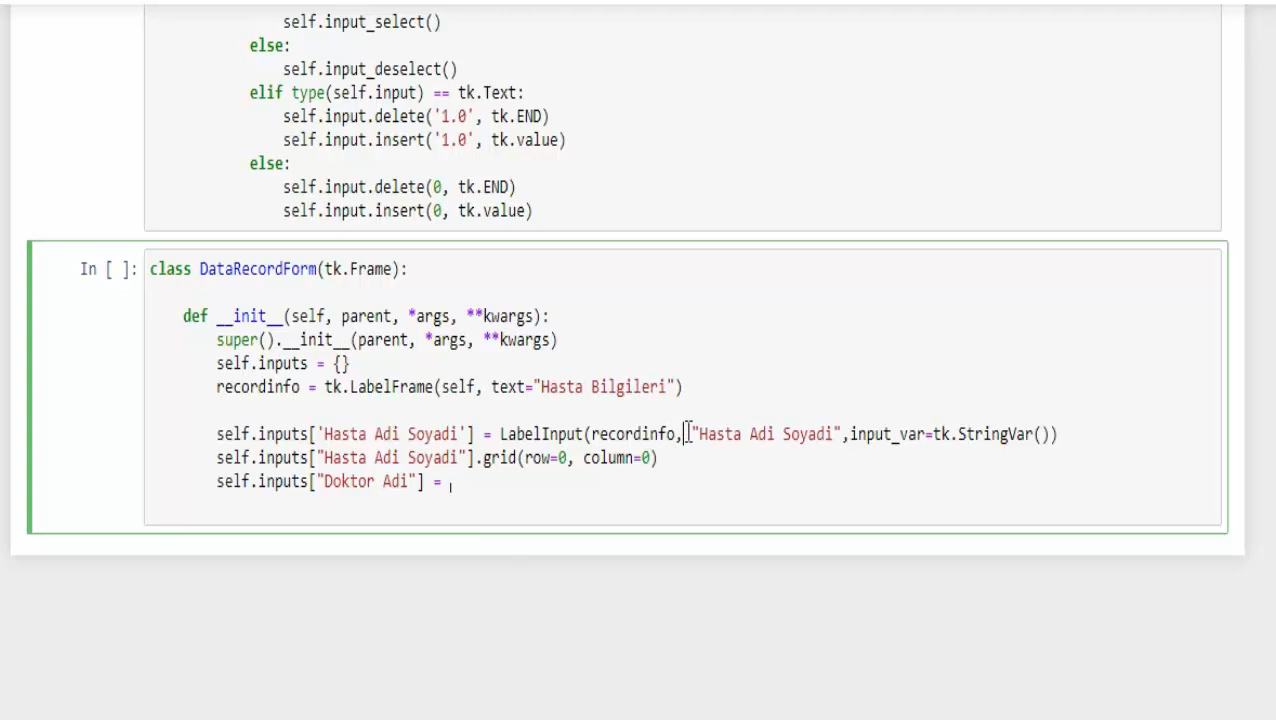 self.input_select()
else:
self.input_deselect()
elif type(self.input) == tk.Text:
self.input.delete('1.0', tk.END)
self.input.insert('1.0', tk.value)
else:
self.input.delete(0, tk.END)
self.input.insert(0, tk.value)
In [ ]: class DataRecordForm(tk.Frame):
def __init__(self, parent, *args, **kwargs):
super().__init__(parent, *args, **kwargs)
self.inputs = {}
recordinfo = tk.LabelFrame(self, text="Hasta Bilgileri")
self.inputs['Hasta Adi Soyadi'] = LabelInput(recordinfo,"Hasta Adi Soyadi",input_var=tk.StringVar())
self.inputs["Hasta Adi Soyadi"].grid(row=0, column=0)
self.inputs["Doktor Adi"] =